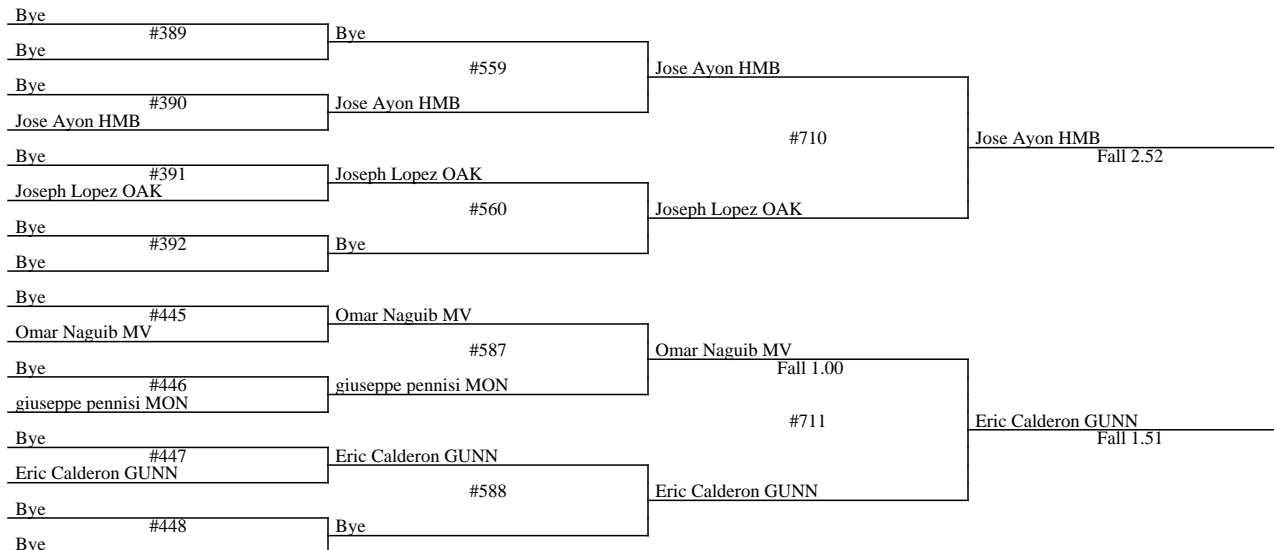 Bye
#389
Bye
Bye
#559
Bye
#390
Jose Ayon HMB
Jose Ayon HMB
Jose Ayon HMB
#710
Jose Ayon HMB
Fall 2.52
Bye
#391
Joseph Lopez OAK
Joseph Lopez OAK
#560
Joseph Lopez OAK
Bye
#392
Bye
Bye
Bye
#445
Omar Naguib MV
Omar Naguib MV
#587
Omar Naguib MV
Fall 1.00
Bye
#446
giuseppe pennisi MON
giuseppe pennisi MON
#711
Eric Calderon GUNN
Fall 1.51
Bye
#447
Eric Calderon GUNN
Eric Calderon GUNN
#588
Eric Calderon GUNN
Bye
#448
Bye
Bye